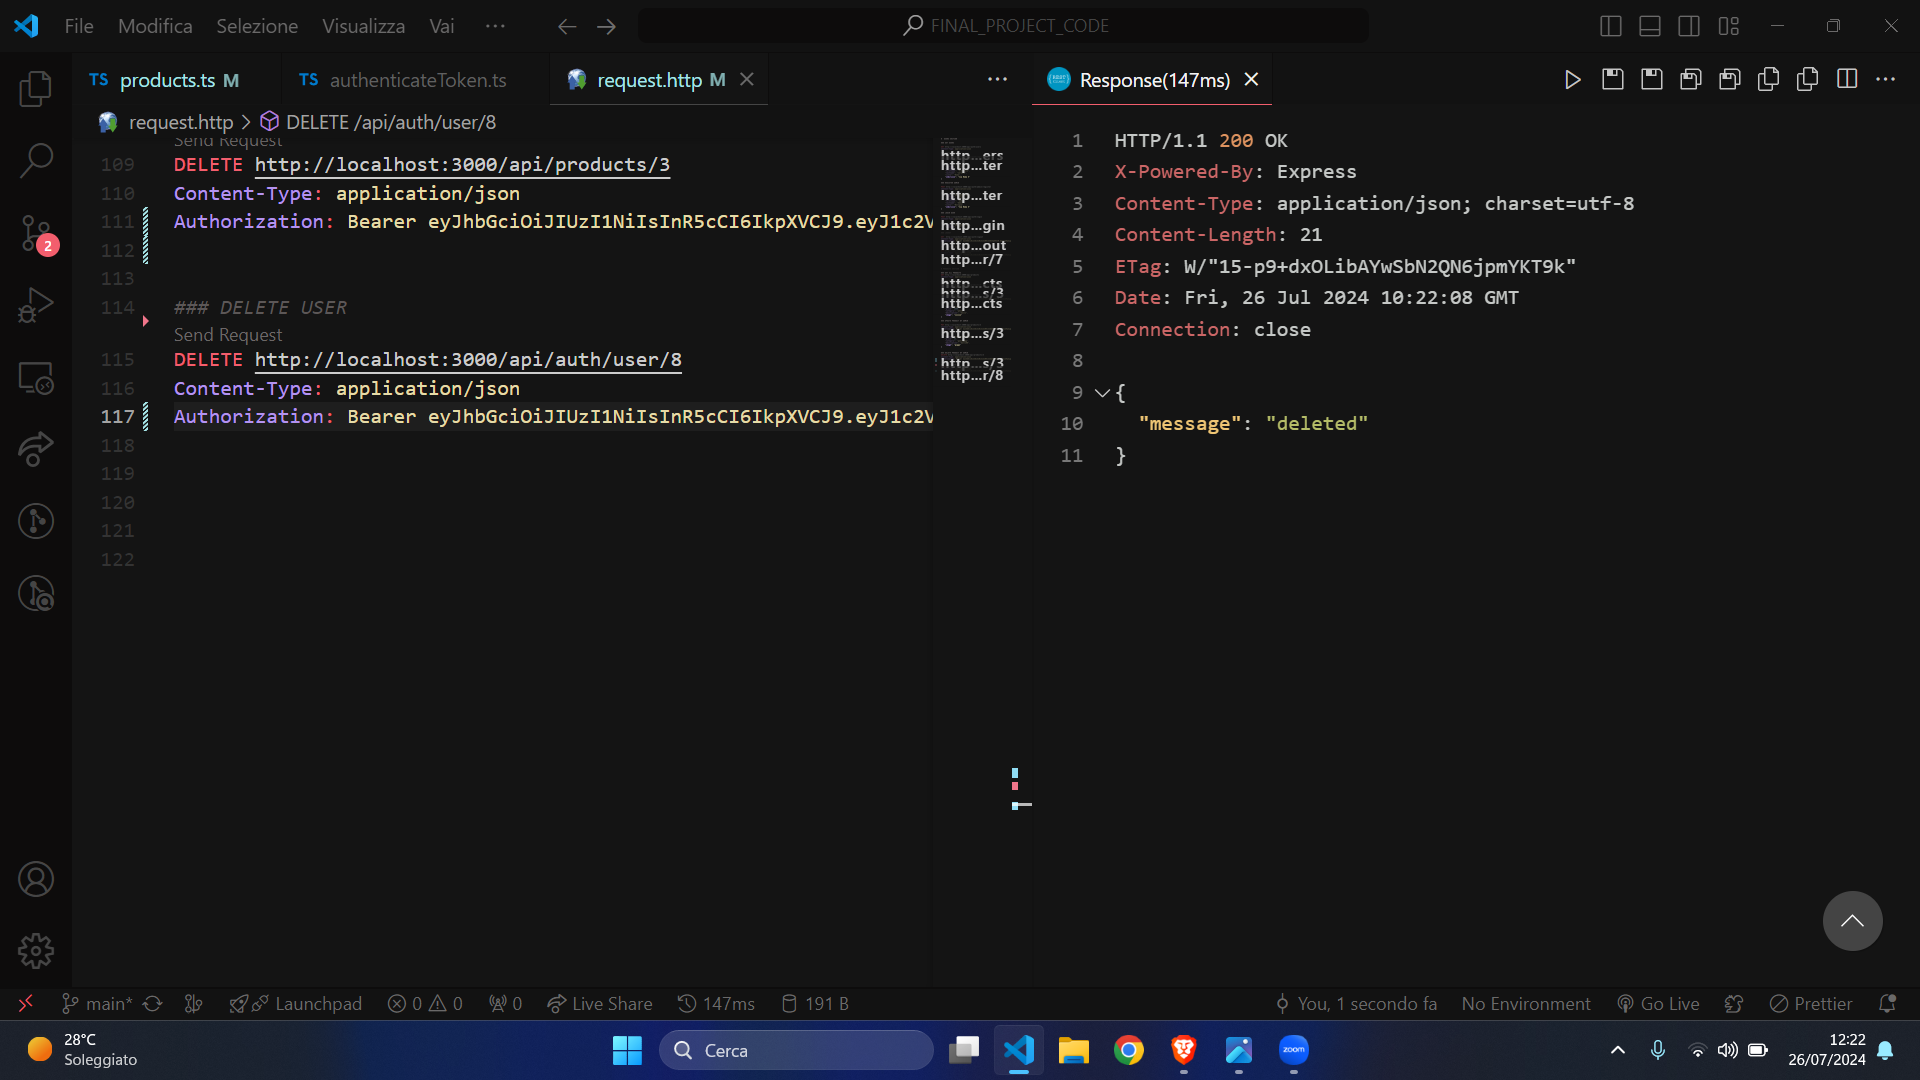 File Modifica Selezione Visualizza Vai ··· FINAL_PROJECT_CODE
TS products.ts M TS authenticateToken.ts request.http M ··· Response(147ms)
request.http > DELETE /api/auth/user/8
Send Request
109 DELETE http://localhost:3000/api/products/3
110 Content-Type: application/json
111 Authorization: Bearer eyJhbGciOiJIUzI1NiIsInR5cCI6IkpXVCJ9.eyJ1c2V
112
113
114 ### DELETE USER
Send Request
115 DELETE http://localhost:3000/api/auth/user/8
116 Content-Type: application/json
117 Authorization: Bearer eyJhbGciOiJIUzI1NiIsInR5cCI6IkpXVCJ9.eyJ1c2V
118
119
120
121
122
http...ers
http...ter
http...ter
http...gin
http...out
http...r/7
http...cts
http...s/3
http...cts
http...s/3
http...s/3
http...r/8
1 HTTP/1.1 200 OK
2 X-Powered-By: Express
3 Content-Type: application/json; charset=utf-8
4 Content-Length: 21
5 ETag: W/"15-p9+dxOLibAYwSbN2QN6jpmYKT9k"
6 Date: Fri, 26 Jul 2024 10:22:08 GMT
7 Connection: close
8
9 {
10 "message": "deleted"
11 }
2
main* Launchpad 0 0 0 Live Share 147ms 191 B You, 1 secondo fa No Environment Go Live Prettier
28°C
Soleggiato
Cerca
zoom
12:22
26/07/2024